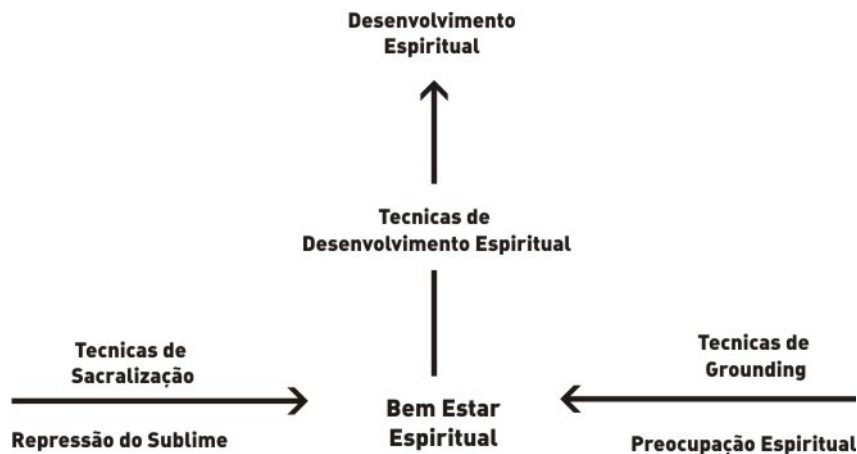 Desenvolvimento
Espiritual
Tecnicas de
Desenvolvimento Espiritual
Tecnicas de
Sacralização
Repressão do Sublime
Bem Estar
Espiritual
Tecnicas de
Grounding
Preocupação Espiritual